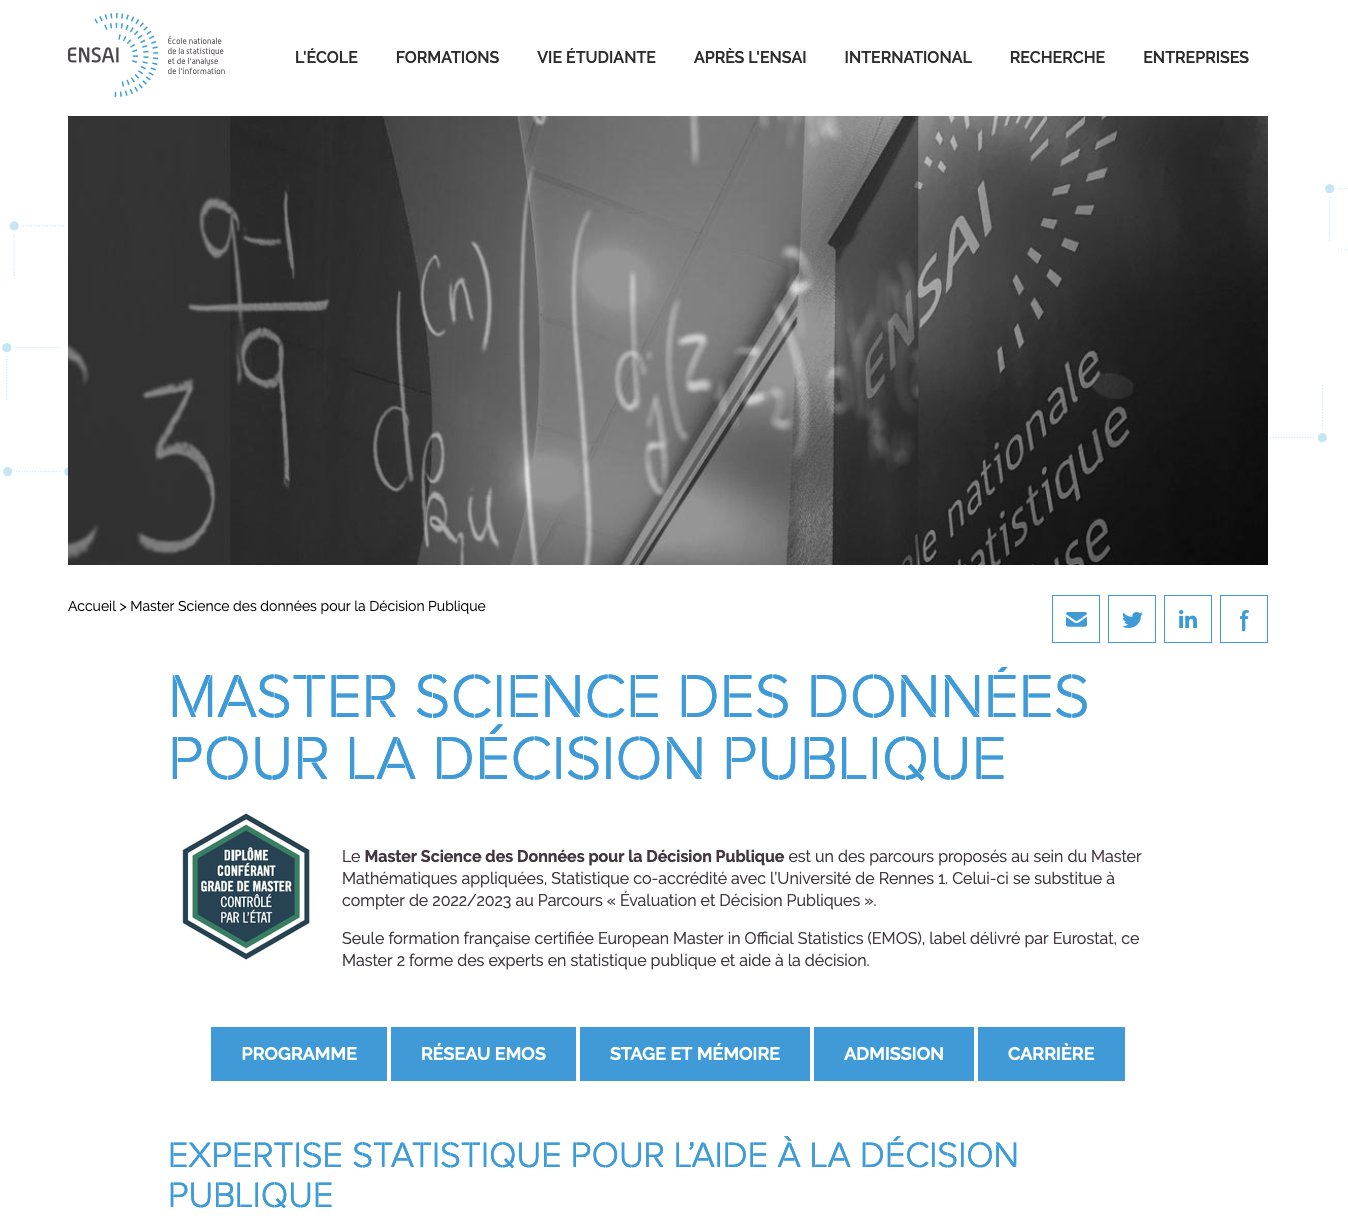 ENSAI
École nationale
de la statistique
et de l'analyse
de l'information
L'ÉCOLE FORMATIONS VIE ÉTUDIANTE APRÈS L'ENSAI INTERNATIONAL RECHERCHE ENTREPRISES
ENSAI
le nationale
atistique
se
Accueil > Master Science des données pour la Décision Publique
MASTER SCIENCE DES DONNÉES
POUR LA DÉCISION PUBLIQUE
DIPLÔME
CONFÉRANT
GRADE DE MASTER
CONTRÔLÉ
PAR L'ÉTAT
Le Master Science des Données pour la Décision Publique est un des parcours proposés au sein du Master
Mathématiques appliquées, Statistique co-accrédité avec l'Université de Rennes 1. Celui-ci se substitue à
compter de 2022/2023 au Parcours « Évaluation et Décision Publiques ».
Seule formation française certifiée European Master in Official Statistics (EMOS), label délivré par Eurostat, ce
Master 2 forme des experts en statistique publique et aide à la décision.
PROGRAMME RÉSEAU EMOS STAGE ET MÉMOIRE ADMISSION CARRIÈRE
EXPERTISE STATISTIQUE POUR L'AIDE À LA DÉCISION
PUBLIQUE